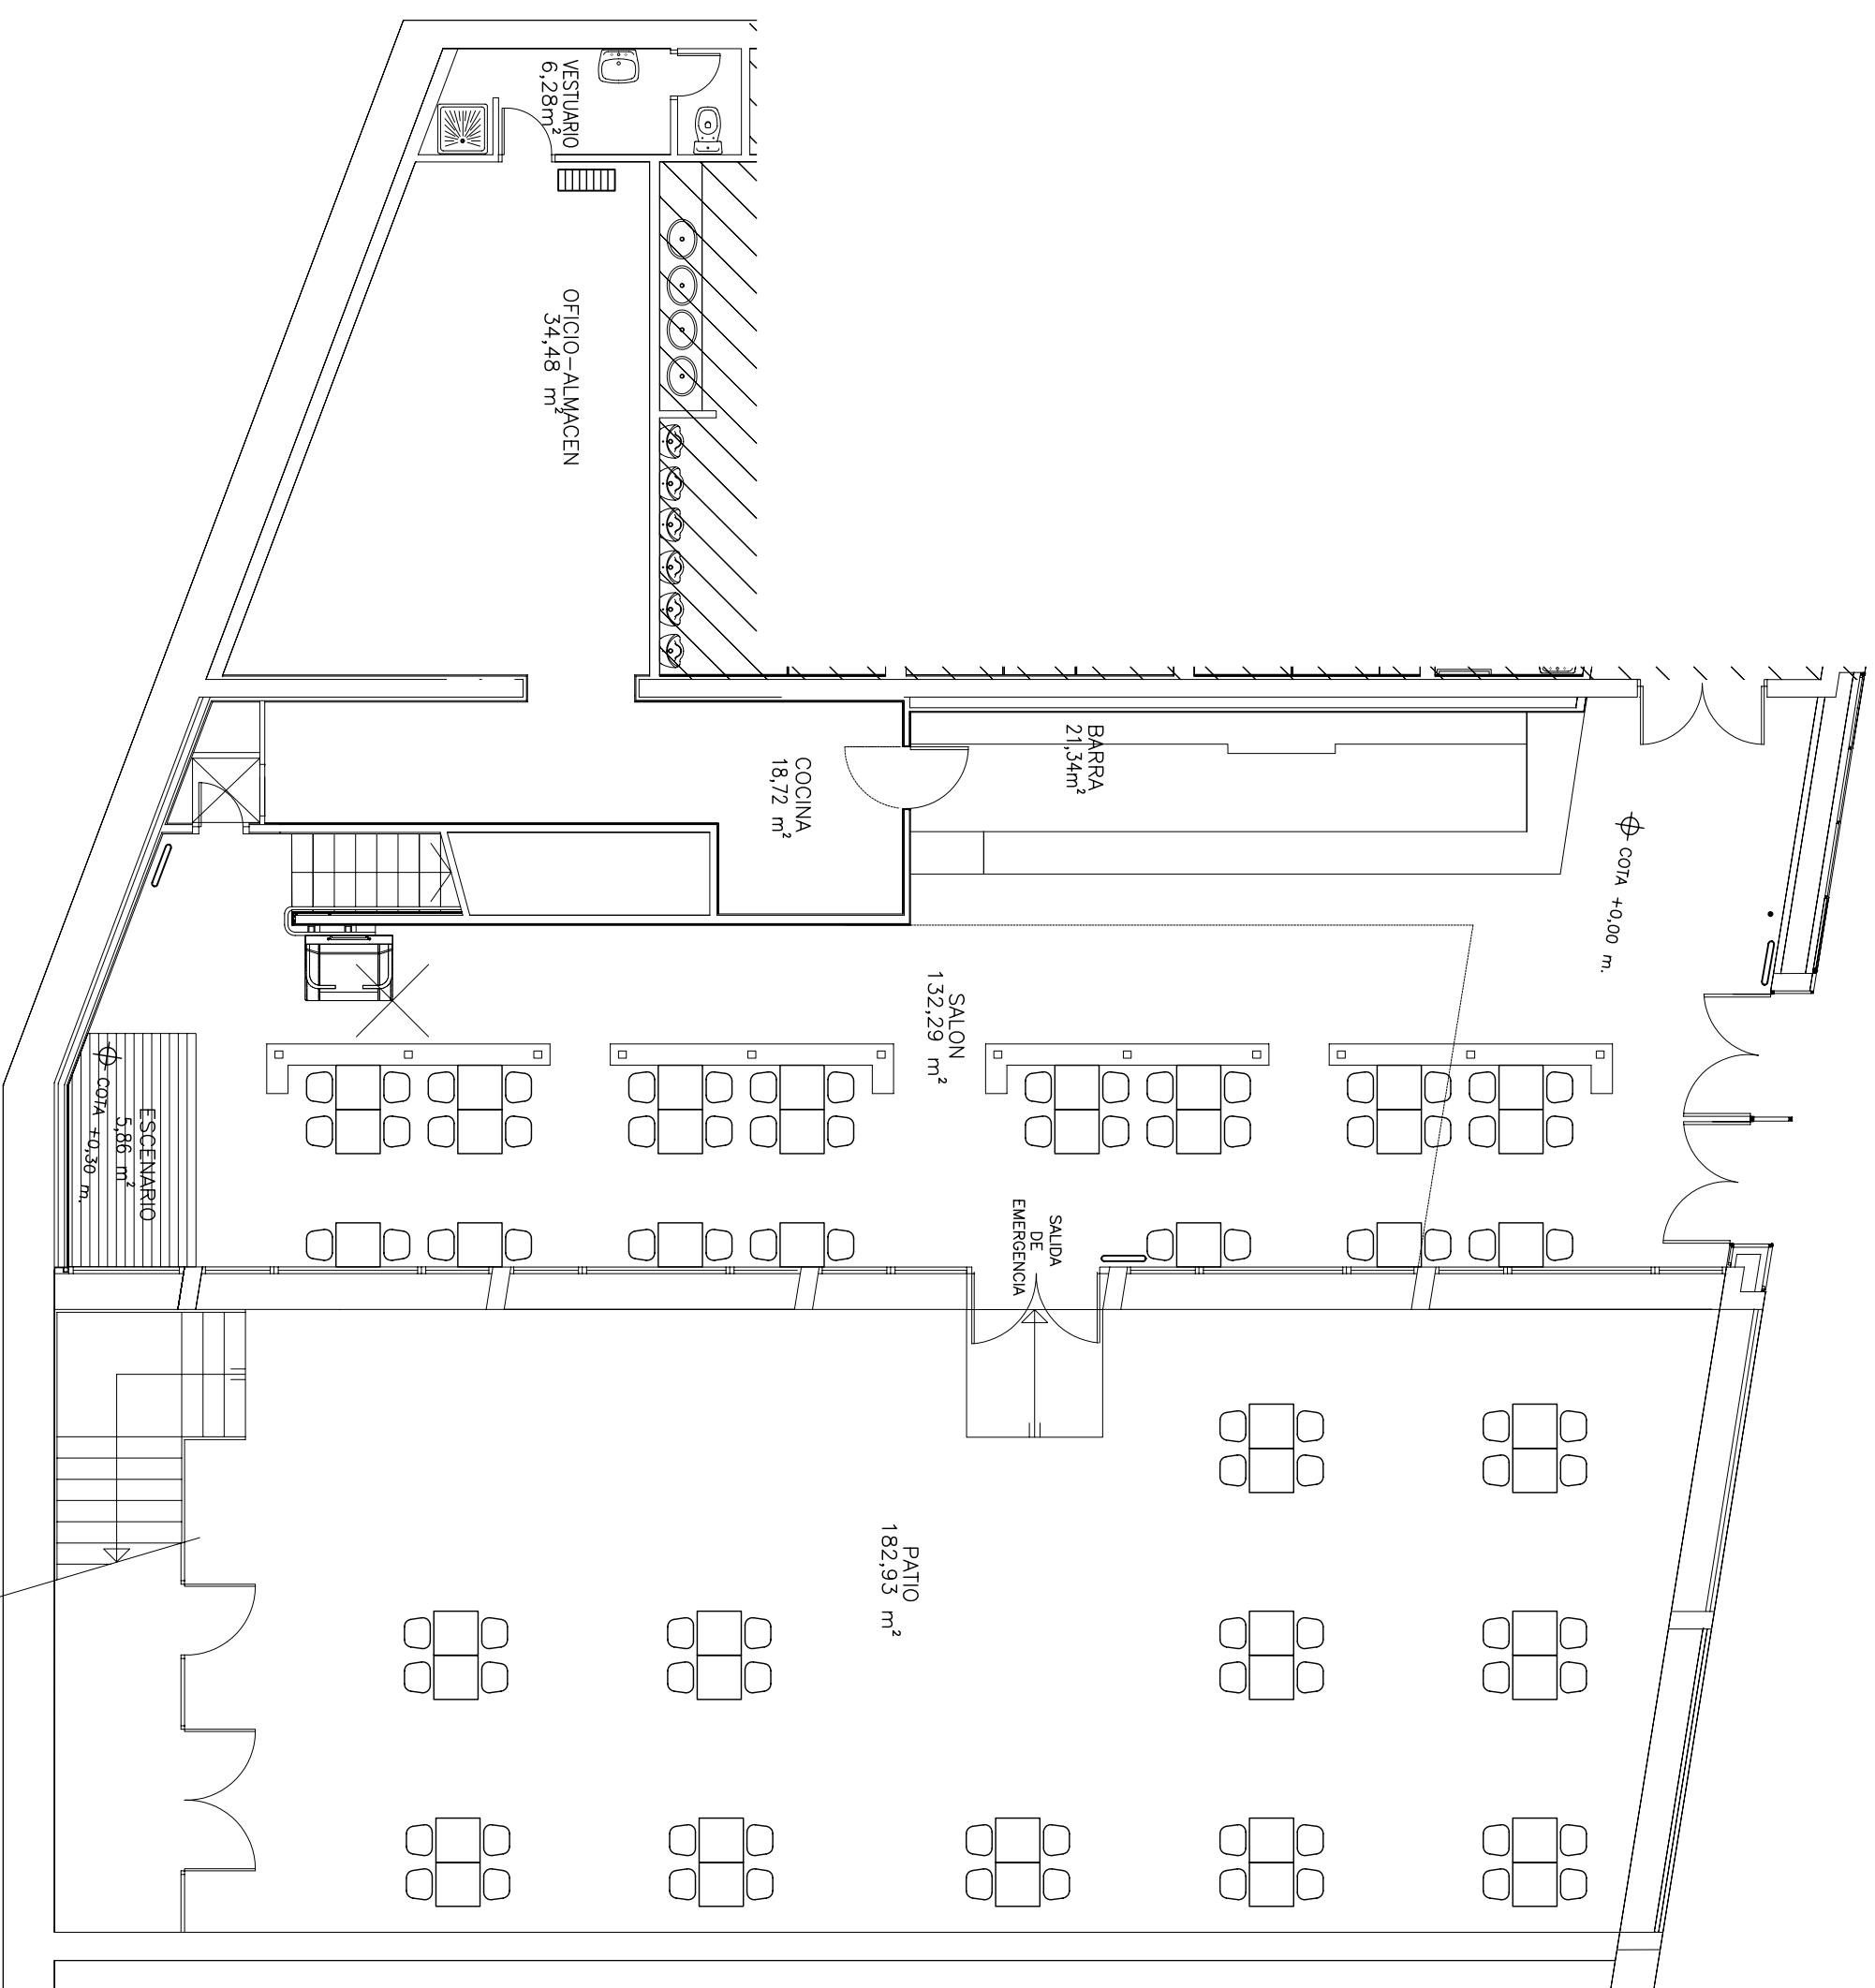 VESTUARIO
6,28m²
OFICIO-ALMACEN
34,48 m²
BARRA
21,34m²
COCINA
18,72 m²
COTA +0,00 m.
SALON
132,29 m²
ESCENARIO
5,86 m²
COTA +0,30 m.
SALIDA
DE
EMERGENCIA
PATIO
182,93 m²